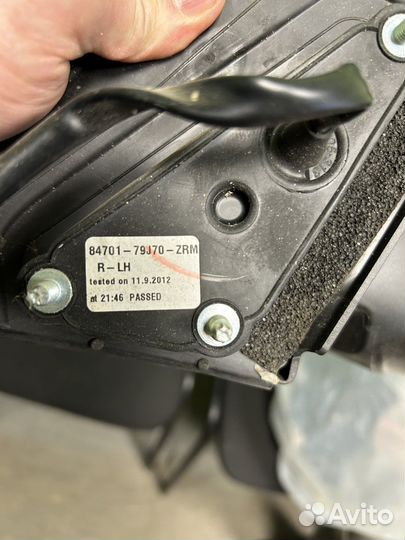 84701-79J70-ZRM
R-LH
tested on 11.9.2012
at 21:46 PASSED
Avito